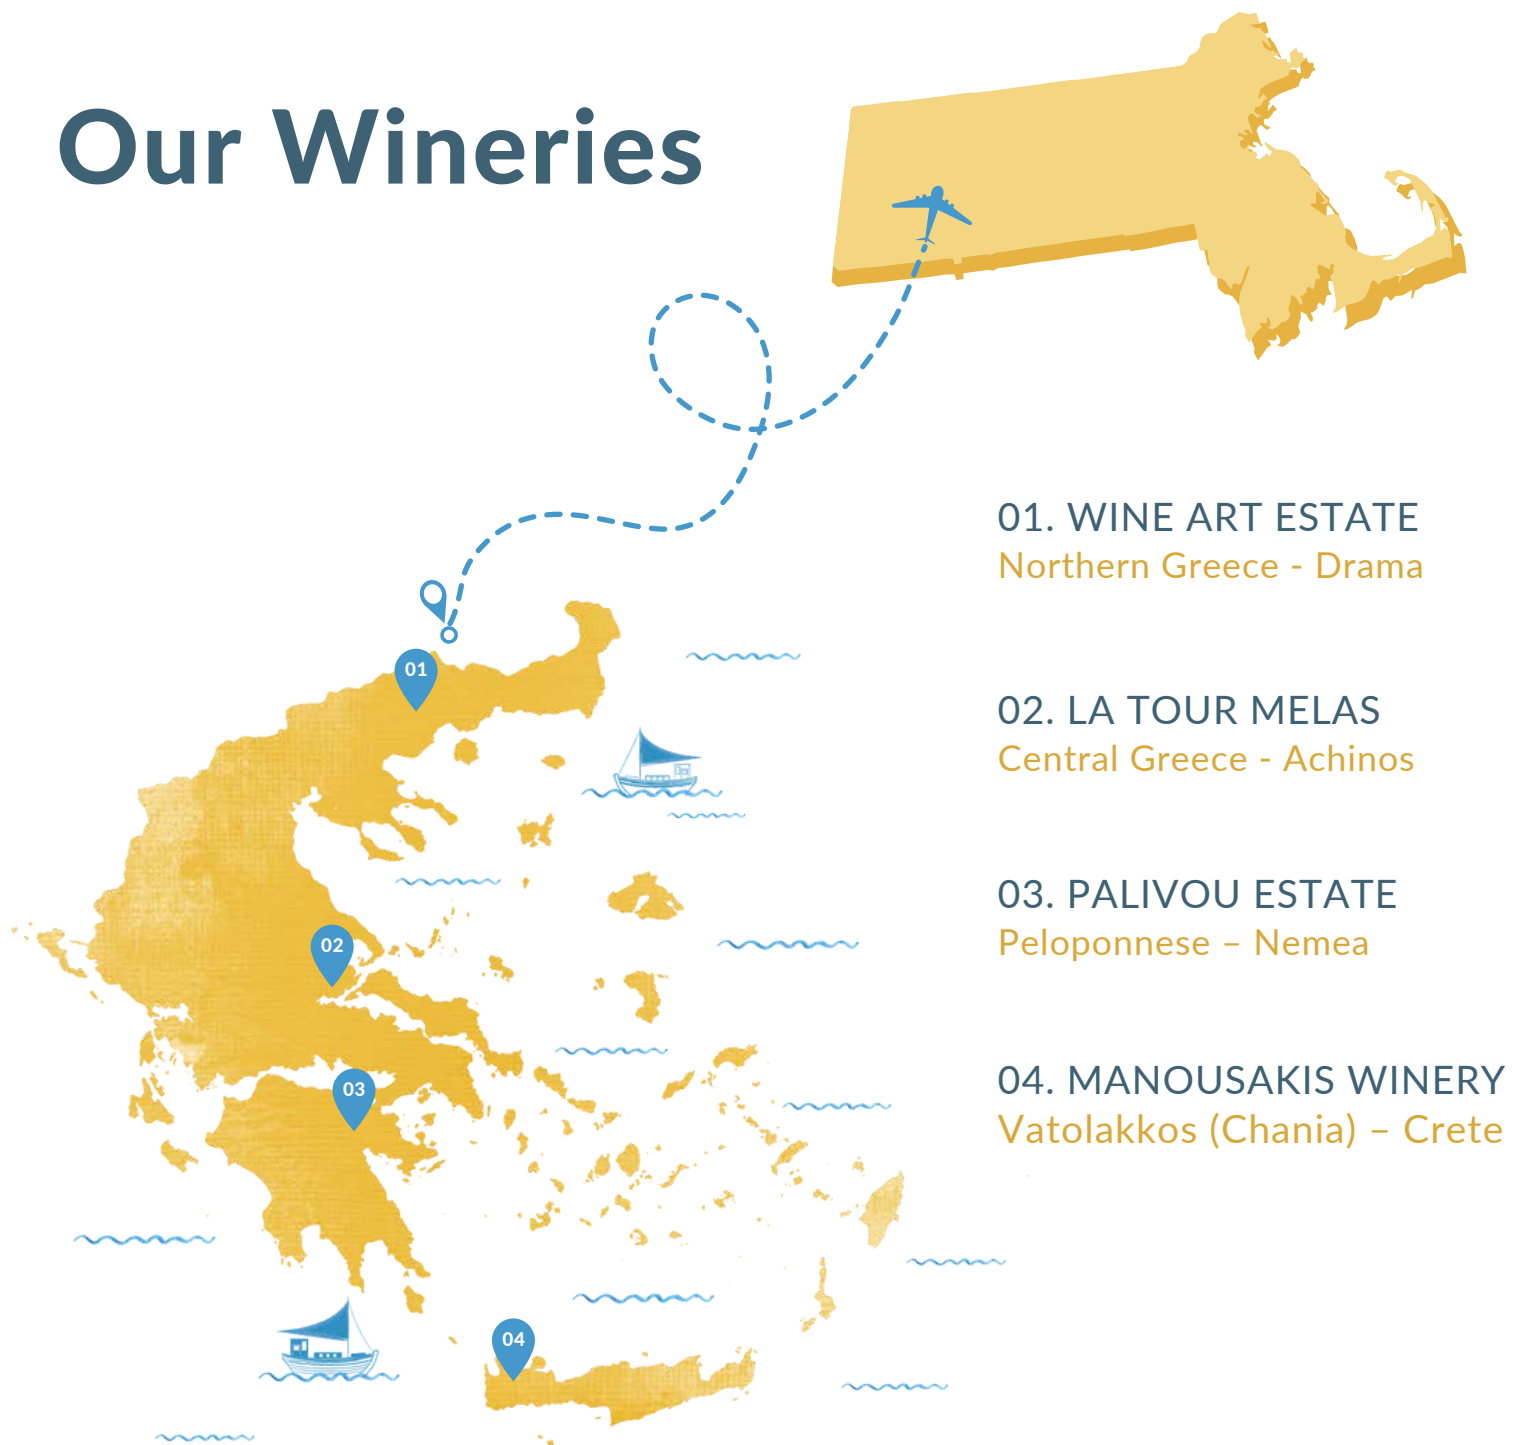 Our Wineries
01. WINE ART ESTATE
Northern Greece - Drama
02. LA TOUR MELAS
Central Greece - Achinos
03. PALIVOU ESTATE
Peloponnese – Nemea
04. MANOUSAKIS WINERY
Vatolakkos (Chania) – Crete
01
02
03
04